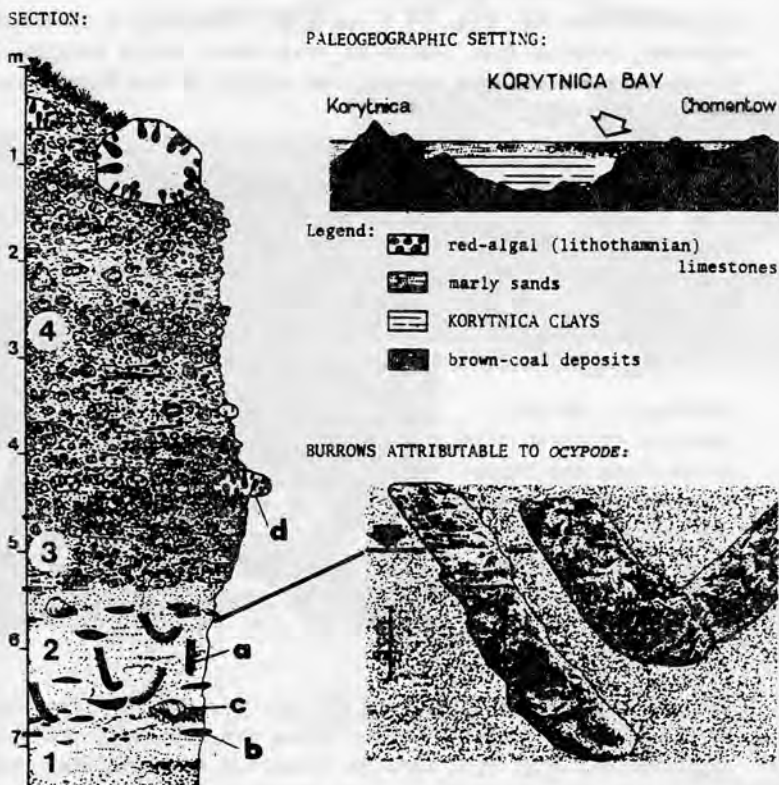 SECTION:
m
1
2
3
4
5
6
7
4
3
2
1
a
c
b
d
PALEOGEOGRAPHIC SETTING:
KORYTNICA BAY
Korytnica
Chomentow
Legend:
red-algal (lithothamnian)
limestones
marly sands
KORYTNICA CLAYS
brown-coal deposits
BURROWS ATTRIBUTABLE TO OCYPODE: